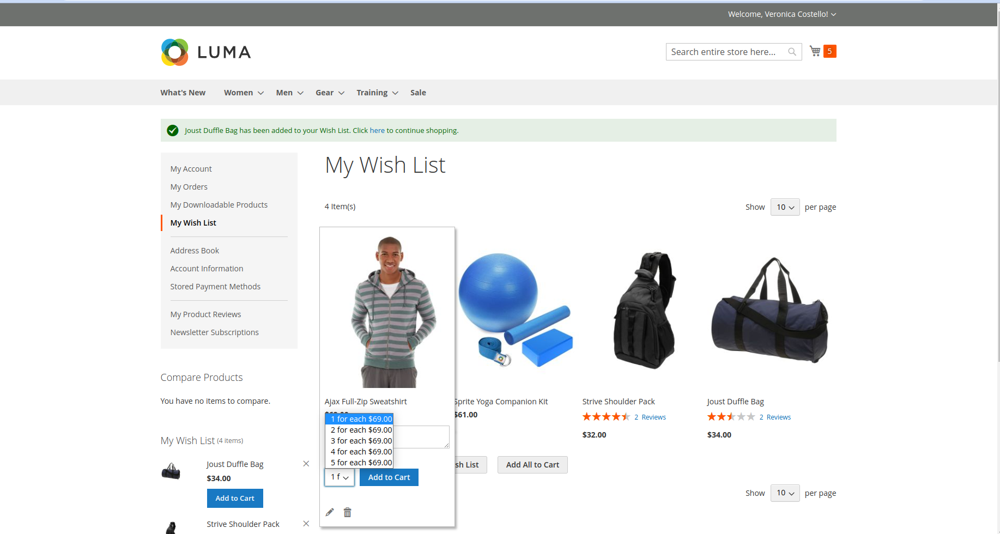 Welcome, Veronica Costello!
LUMA
Search entire store here...
5
What's New Women Men Gear Training Sale
Joust Duffle Bag has been added to your Wish List. Click here to continue shopping.
My Account
My Orders
My Downloadable Products
My Wish List
Address Book
Account Information
Stored Payment Methods
My Product Reviews
Newsletter Subscriptions
Compare Products
You have no items to compare.
My Wish List (4 items)
Joust Duffle Bag
$34.00
Add to Cart
Strive Shoulder Pack
My Wish List
4 Item(s)
Show 10 per page
Ajax Full-Zip Sweatshirt
1 for each $69.00
2 for each $69.00
3 for each $69.00
4 for each $69.00
5 for each $69.00
1 f
Add to Cart
Sprite Yoga Companion Kit
$61.00
Strive Shoulder Pack
2 Reviews
$32.00
Joust Duffle Bag
2 Reviews
$34.00
sh List
Add All to Cart
Show 10 per page